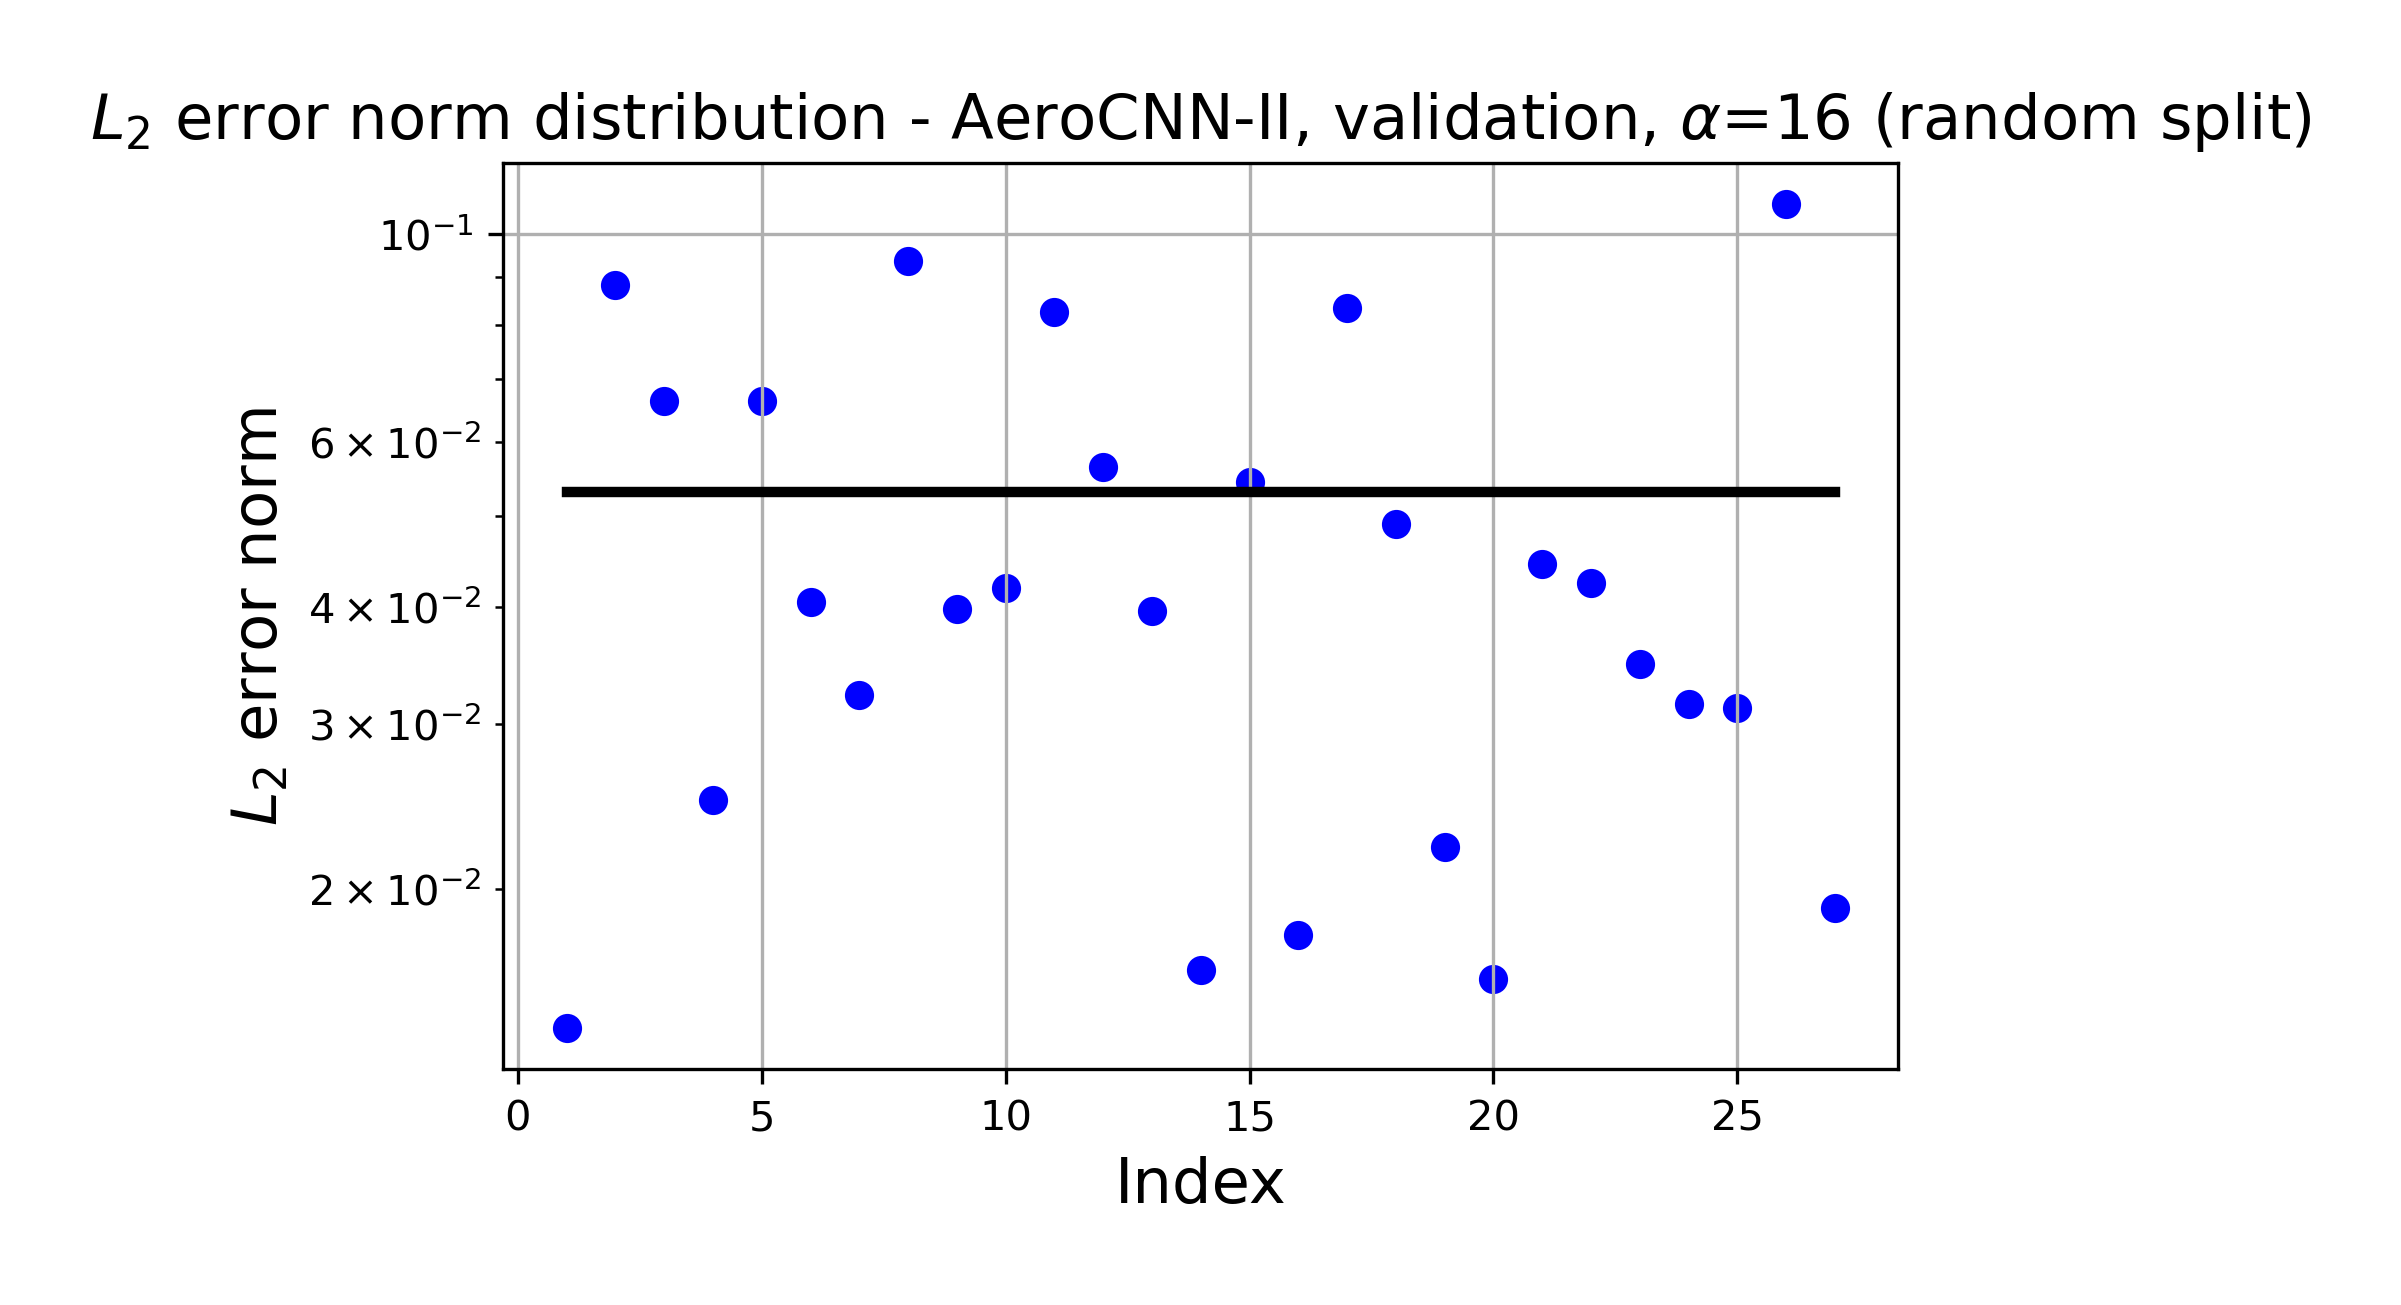 L₂ error norm distribution - AeroCNN-II, validation, α=16 (random split)
10⁻¹
6 × 10⁻²
4 × 10⁻²
3 × 10⁻²
2 × 10⁻²
L₂ error norm
0 5 10 15 20 25
Index